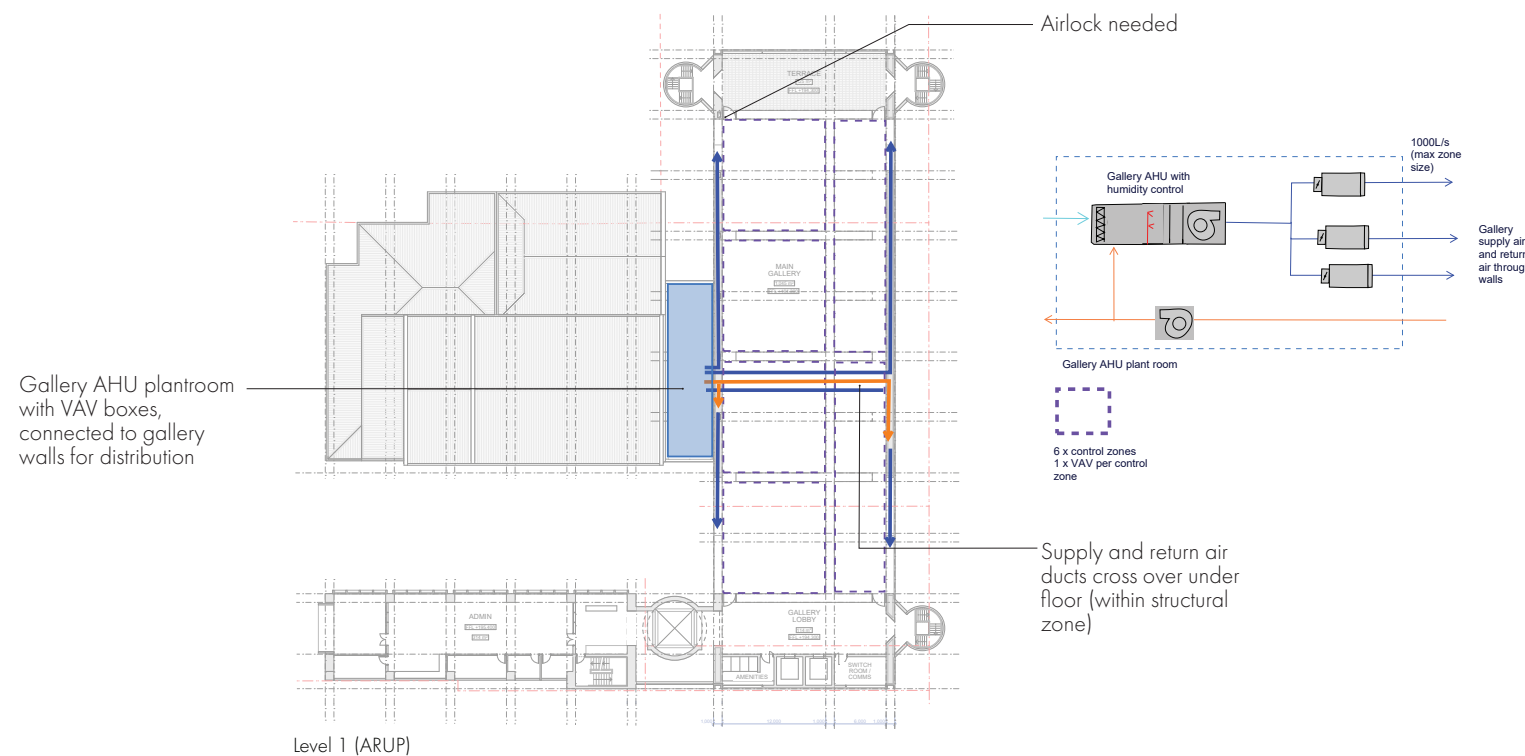 Airlock needed
TERRACE
1000L/s
(max zone
size)
Gallery AHU with
humidity control
Gallery
supply air
and return
air through
walls
MAIN
GALLERY
Gallery AHU plant room
Gallery AHU plantroom
with VAV boxes,
connected to gallery
walls for distribution
6 x control zones
1 x VAV per control
zone
Supply and return air
ducts cross over under
floor (within structural
zone)
ADMIN
GALLERY
LOBBY
AMENITIES
SWITCH
ROOM /
COMMS
Level 1 (ARUP)